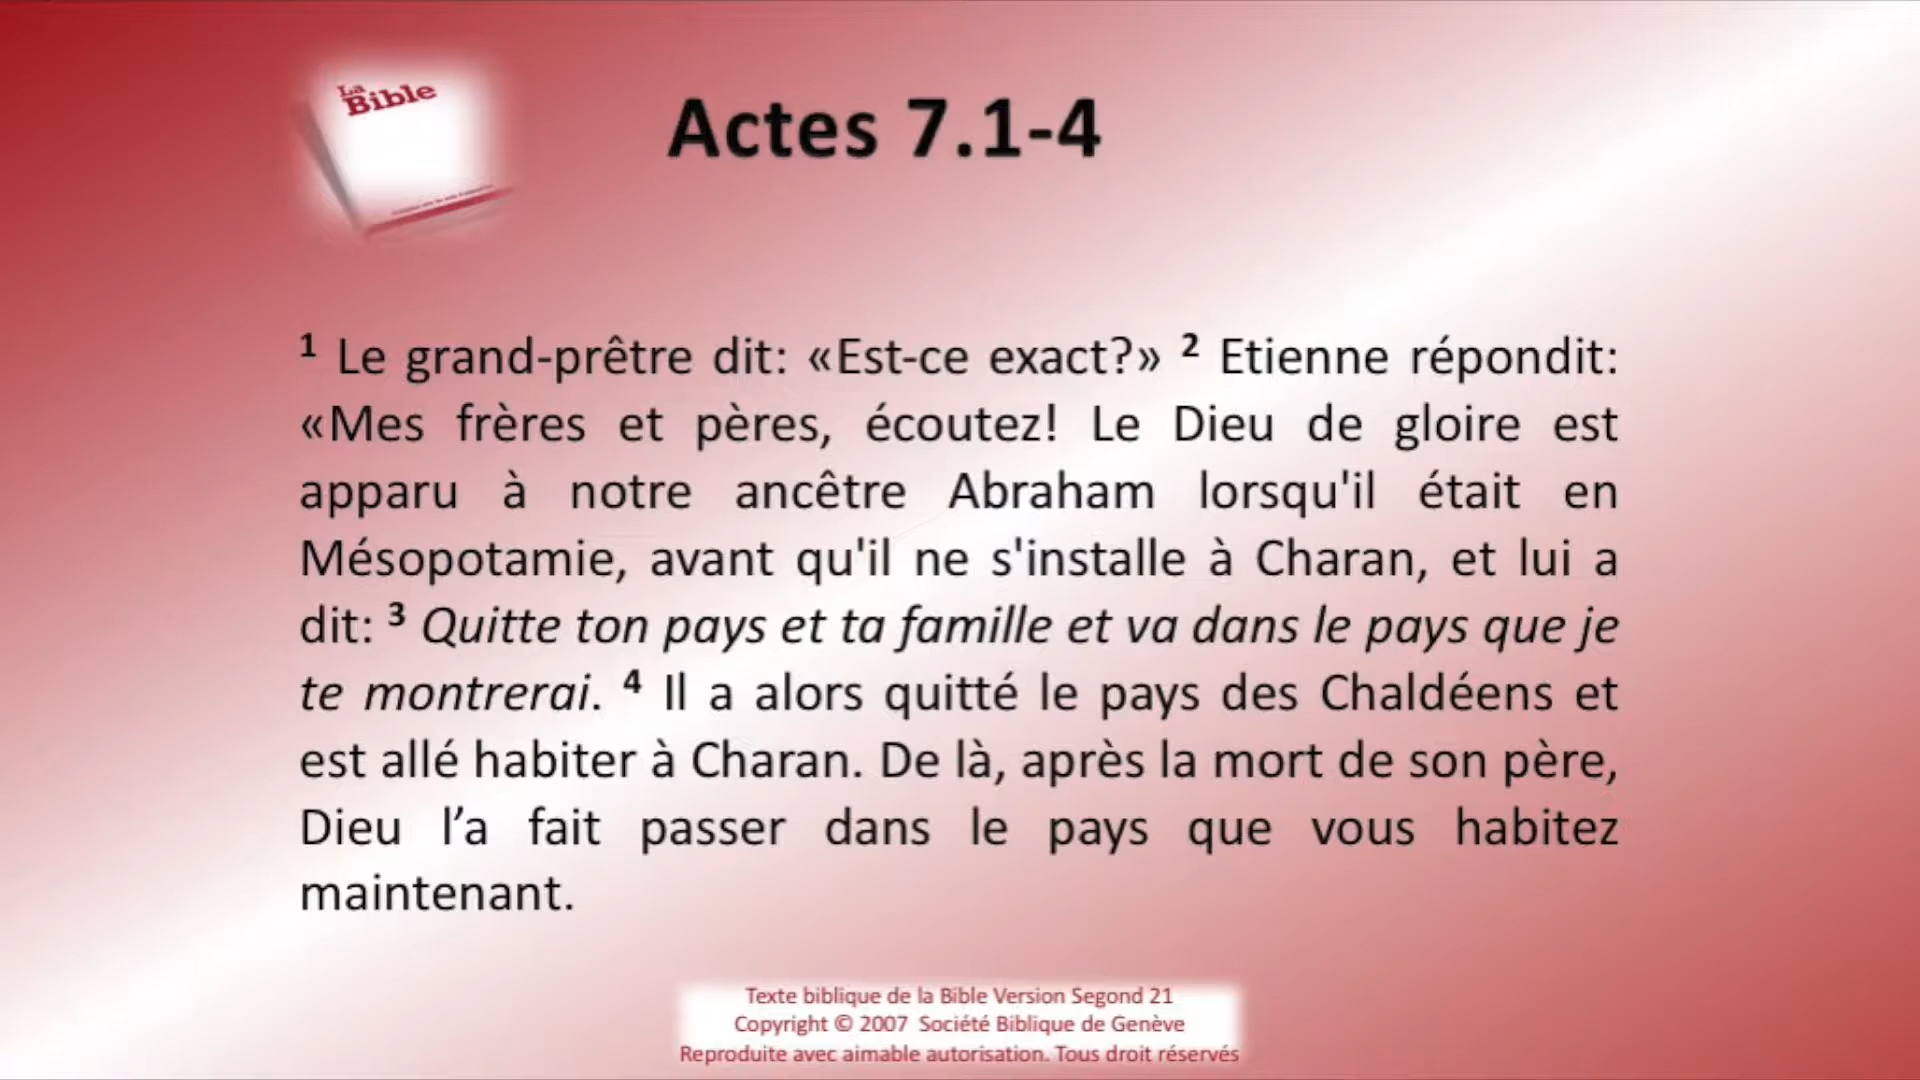 La
Bible
Actes 7.1-4
1 Le grand-prêtre dit: «Est-ce exact?» 2 Etienne répondit:
«Mes frères et pères, écoutez! Le Dieu de gloire est
apparu à notre ancêtre Abraham lorsqu'il était en
Mésopotamie, avant qu'il ne s'installe à Charan, et lui a
dit: 3 Quitte ton pays et ta famille et va dans le pays que je
te montrerai. 4 Il a alors quitté le pays des Chaldéens et
est allé habiter à Charan. De là, après la mort de son père,
Dieu l’a fait passer dans le pays que vous habitez
maintenant.
Texte biblique de la Bible Version Segond 21
Copyright © 2007 Société Biblique de Genève
Reproduite avec aimable autorisation. Tous droit réservés